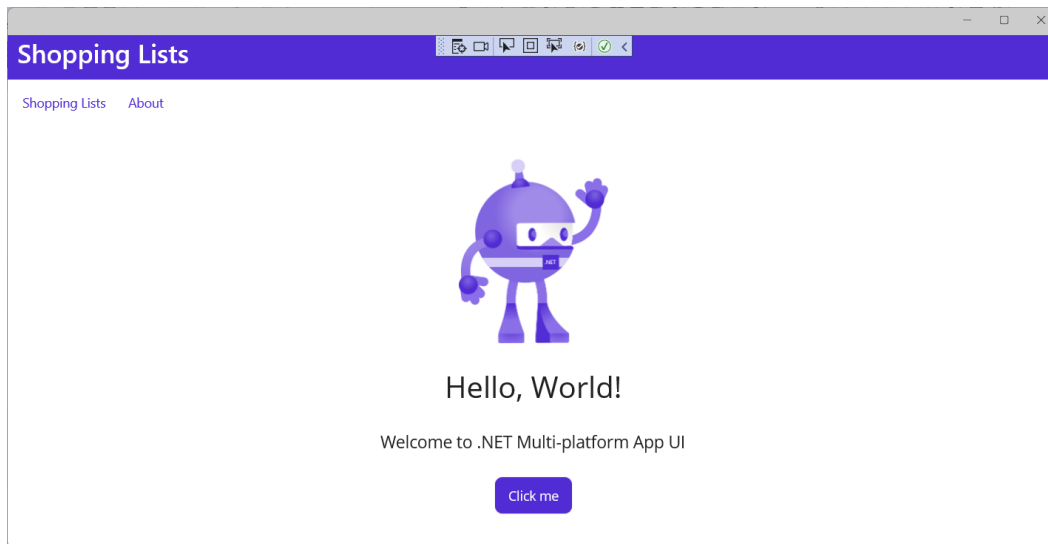 Shopping Lists
Shopping Lists About
.NET
Hello, World!
Welcome to .NET Multi-platform App UI
Click me